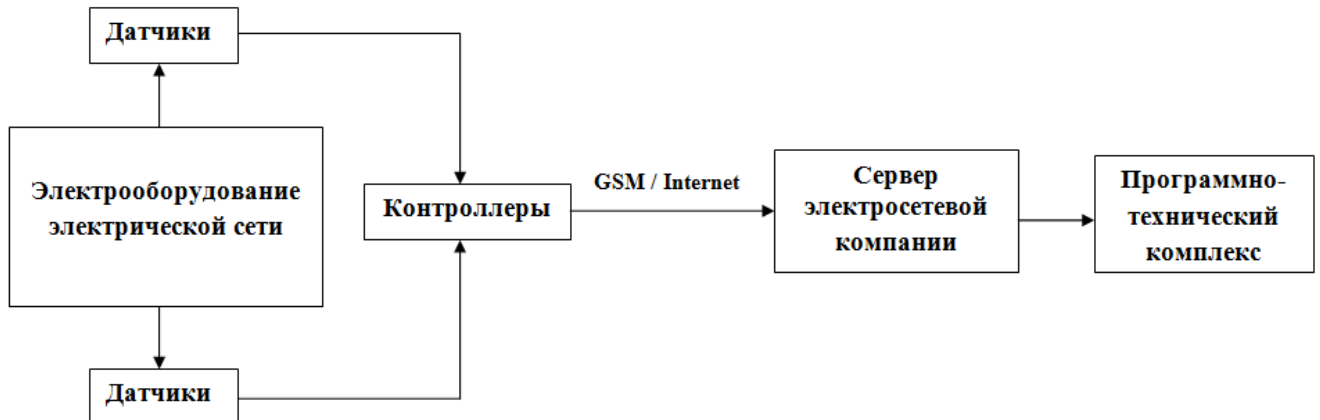 Датчики
Электрооборудование
электрической сети
Датчики
Контроллеры
GSM / Internet
Сервер
электросетевой
компании
Программно-
технический
комплекс